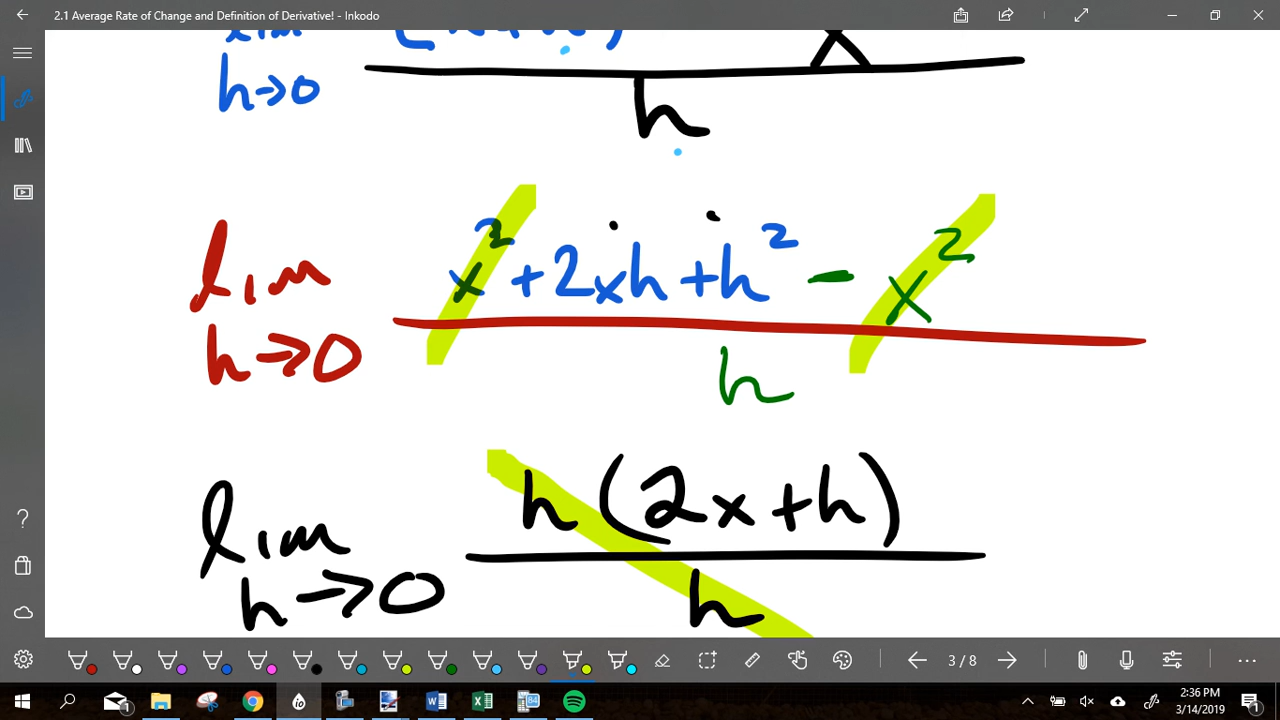 2.1 Average Rate of Change and Definition of Derivative! - Inkodo
lim
h→0
h
lim x² + 2xh + h² - x²
h→0 h
lim h(2x+h)
h→0 h
3 / 8
2:36 PM
3/14/2019